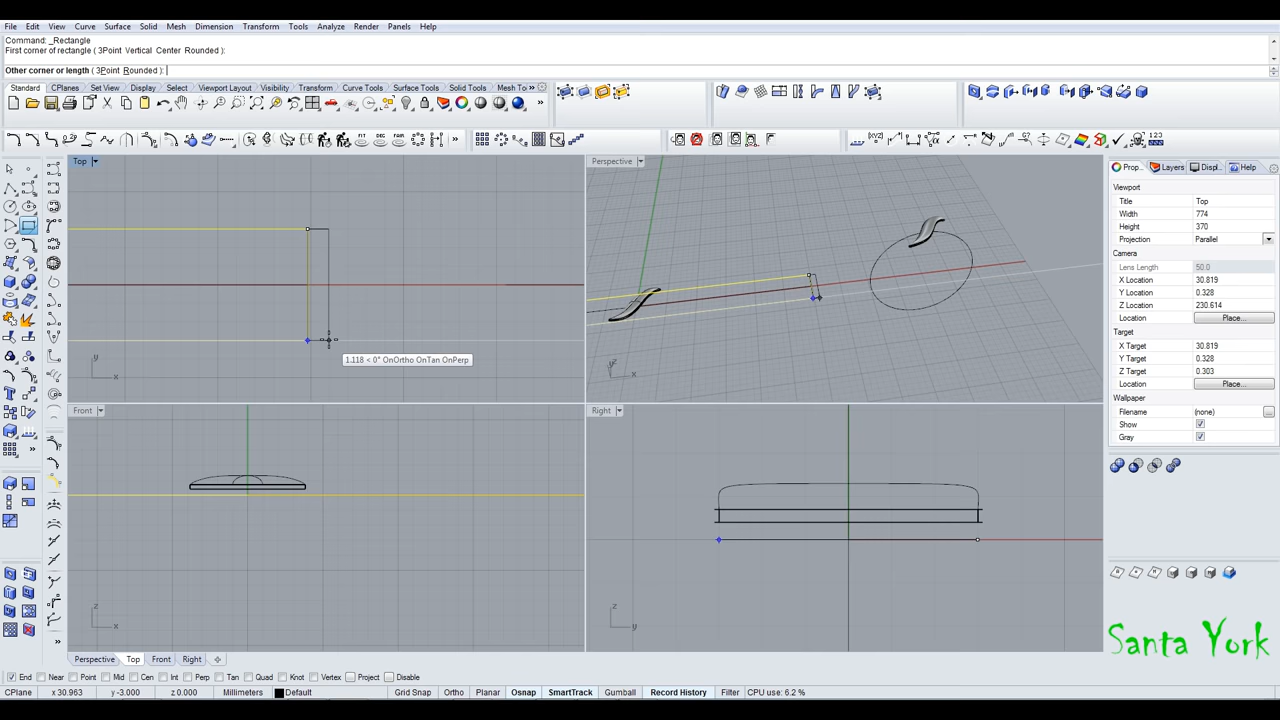 File Edit View Curve Surface Solid Mesh Dimension Transform Tools Analyze Render Panels Help
Command: _Rectangle
First corner of rectangle ( 3Point Vertical Center Rounded ):
Other corner or length ( 3Point Rounded ):
Standard CPlanes Set View Display Select Viewport Layout Visibility Transform Curve Tools Surface Tools Solid Tools Mesh To
Top
Perspective
Front
Right
1.118 < 0° OnOrtho OnTan OnPerp
y
x
z
x
z
x
z
y
Prop... Layers Displ... Help
Viewport
Title Top
Width 774
Height 370
Projection Parallel
Camera
Lens Length 50.0
X Location 30.819
Y Location 0.328
Z Location 230.614
Location Place...
Target
X Target 30.819
Y Target 0.328
Z Target 0.303
Location Place...
Wallpaper
Filename (none)
Show
Gray
Santa York
Perspective Top Front Right
End Near Point Mid Cen Int Perp Tan Quad Knot Vertex Project Disable
CPlane x 30.963 y -3.000 z 0.000 Millimeters Default Grid Snap Ortho Planar Osnap SmartTrack Gumball Record History Filter CPU use: 6.2 %